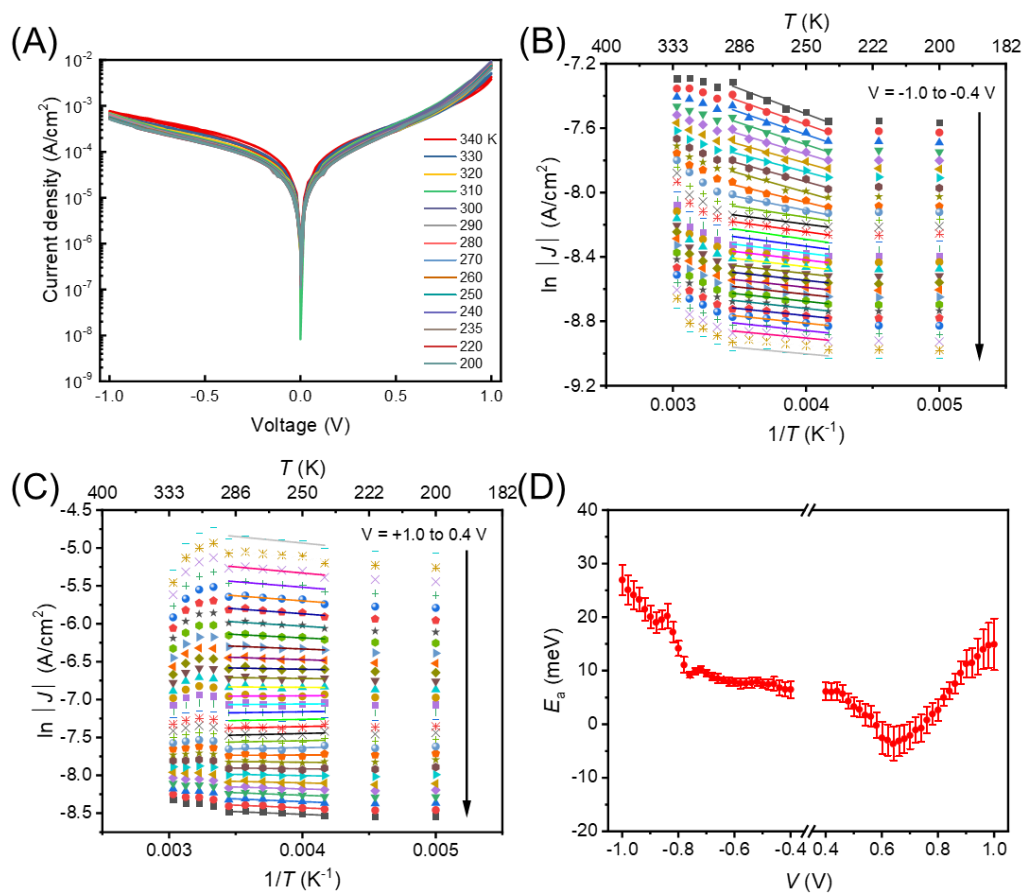 (A)
Current density (A/cm²)
10⁻²
10⁻³
10⁻⁴
10⁻⁵
10⁻⁶
10⁻⁷
10⁻⁸
10⁻⁹
340 K
330
320
310
300
290
280
270
260
250
240
235
220
200
-1.0 -0.5 0.0 0.5 1.0
Voltage (V)
(B)
T (K)
400 333 286 250 222 200 182
V = -1.0 to -0.4 V
ln |J| (A/cm²)
-7.2
-7.6
-8.0
-8.4
-8.8
-9.2
0.003 0.004 0.005
1/T (K⁻¹)
(C)
T (K)
400 333 286 250 222 200 182
V = +1.0 to 0.4 V
ln |J| (A/cm²)
-4.5
-5.0
-5.5
-6.0
-6.5
-7.0
-7.5
-8.0
-8.5
0.003 0.004 0.005
1/T (K⁻¹)
(D)
Eₐ (meV)
40
30
20
10
0
-10
-20
-1.0 -0.8 -0.6 -0.4 0.4 0.6 0.8 1.0
V (V)